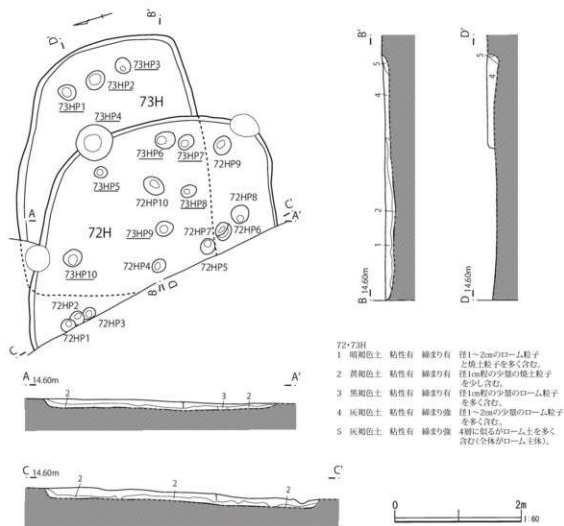 B'
D'
73HP3
73HP2
73HP1
73HP4
73H
73HP6
73HP7
72HP9
73HP5
72HP10
73HP8
72HP8
C'
A'
A
72H
73HP9
72HP7
72HP6
73HP10
72HP4
72HP5
B
D
72HP2
72HP3
72HP1
C
A 14.60m
A'
2
1
3
2
C 14.60m
C'
2
2
1
2
B'
5
4
2
1
B 14.60m
D'
5
4
D 14.60m
72・73H
1 暗褐色土 粘性有 締まり有 径1～2cmのローム粒子
と焼土粒子を多く含む。
2 黄褐色土 粘性有 締まり有 径1cm程の少量の焼土粒子
を少し含む。
3 黒褐色土 粘性有 締まり有 径1cm程の少量のローム粒子
を多く含む。
4 灰褐色土 粘性有 締まり強 径1～2cmの少量のローム粒子
を多く含む。
5 灰褐色土 粘性有 締まり強 4層に似るがローム土を多く
含む(全体がローム主体)。
0
2m
1:60